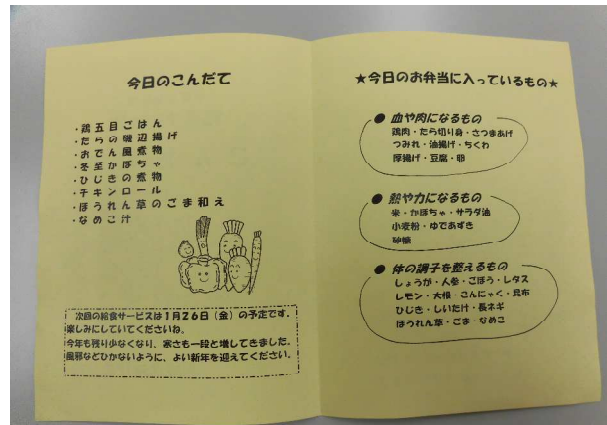 今日のこんだて
・鶏五目ごはん
・たらの磯辺揚げ
・おでん風煮物
・冬至かぼちゃ
・ひじきの煮物
・チキンロール
・ほうれん草のごま和え
・なめこ汁
次回の給食サービスは1月26日（金）の予定です。
楽しみにしていてくださいね。
今年も残り少なくなり、寒さも一段と増してきました。
風邪などひかないように、よい新年を迎えてください。
★今日のお弁当に入っているもの★
● 血や肉になるもの
鶏肉・たら切り身・さつまあげ
つみれ・油揚げ・ちくわ
厚揚げ・豆腐・卵
● 熱や力になるもの
米・かぼちゃ・サラダ油
小麦粉・ゆであずき
砂糖
● 体の調子を整えるもの
しょうが・人参・ごぼう・レタス
レモン・大根・こんにゃく・昆布
ひじき・しいたけ・長ネギ
ほうれん草・ごま・なめこ